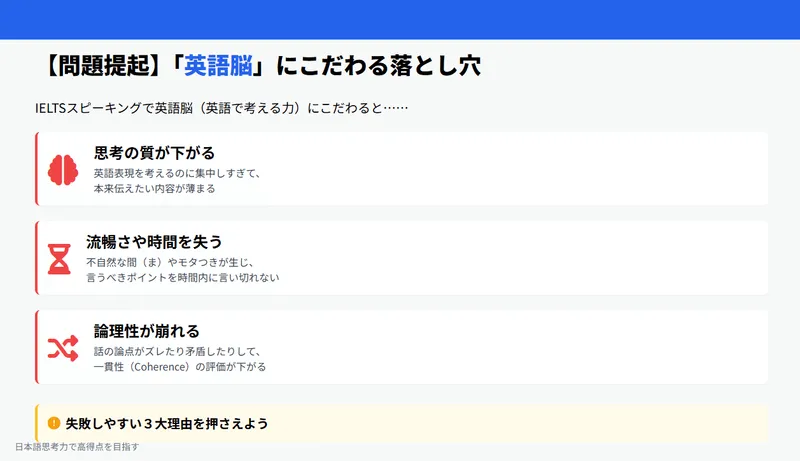 【問題提起】「英語脳」にこだわる落とし穴
IELTSスピーキングで英語脳（英語で考える力）にこだわると……
思考の質が下がる
英語表現を考えるのに集中しすぎて、
本来伝えたい内容が薄まる
流暢さや時間を失う
不自然な間（ま）やモタつきが生じ、
言うべきポイントを時間内に言い切れない
論理性が崩れる
話の論点がズレたり矛盾したりして、
一貫性（Coherence）の評価が下がる
失敗しやすい３大理由を押さえよう
日本語思考力で高得点を目指す